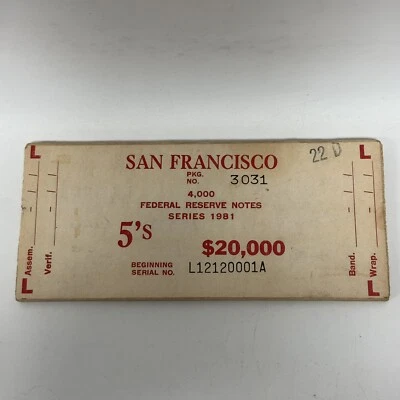 L
L
22 D
SAN FRANCISCO
PKG.
NO. 3031
4,000
FEDERAL RESERVE NOTES
SERIES 1981
5's
$20,000
BEGINNING
SERIAL NO. L12120001A
Assem.
Verif.
Band.
Wrap.
L
L